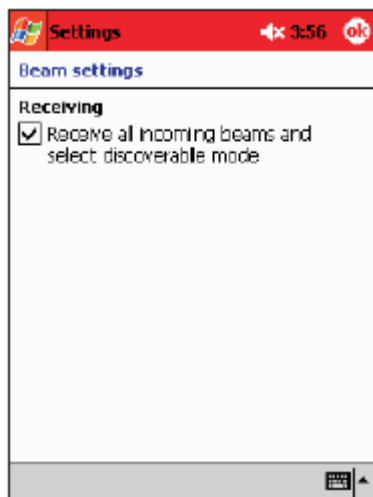 Settings 3:56 ok
Beam settings
Receiving
Receive all incoming beams and
select discoverable mode